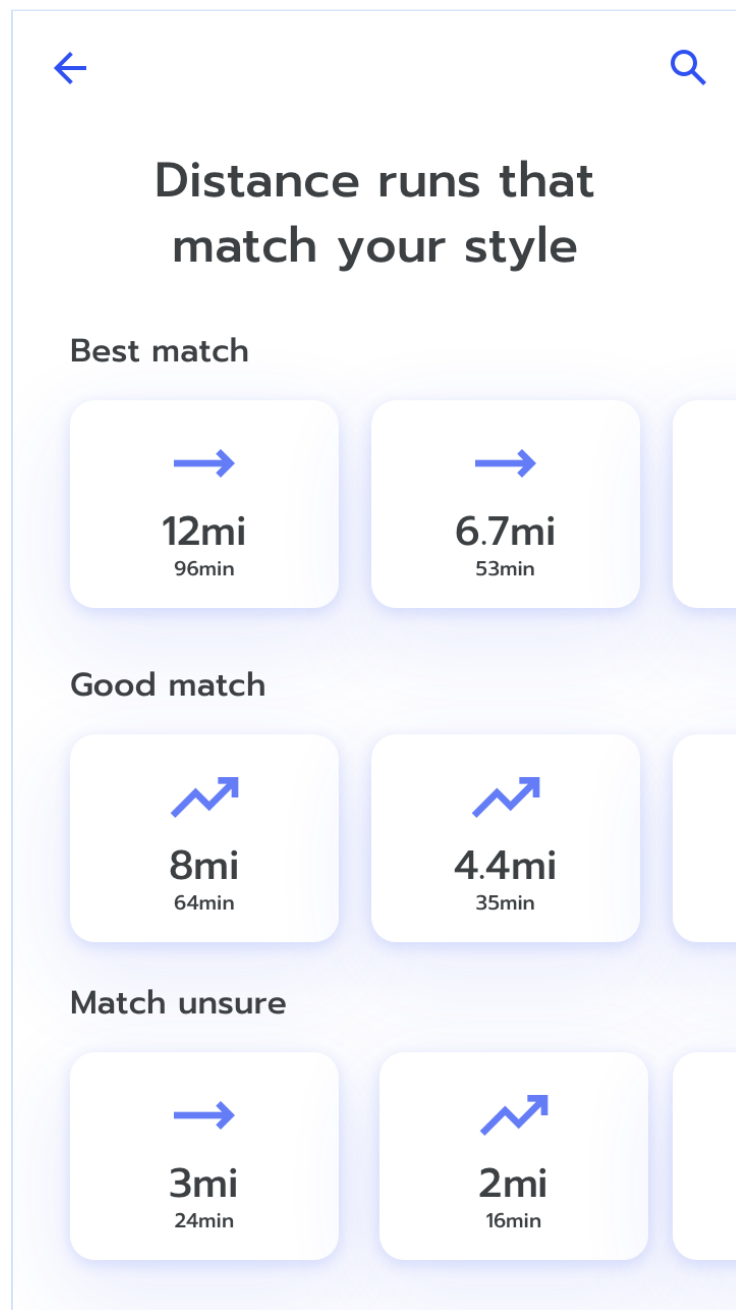 Distance runs that
match your style
Best match
12mi
96min
6.7mi
53min
Good match
8mi
64min
4.4mi
35min
Match unsure
3mi
24min
2mi
16min